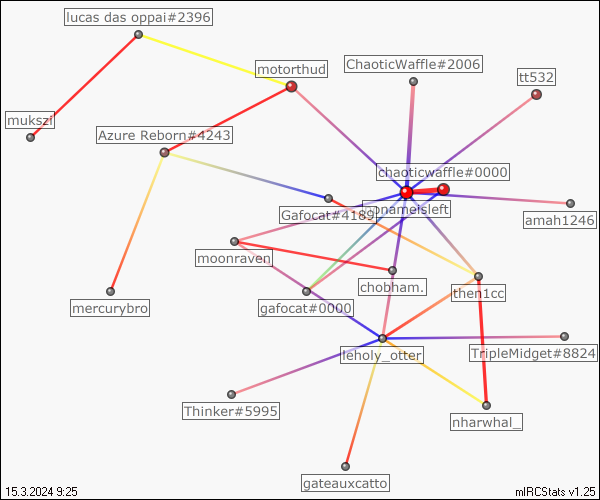 lucas das oppai#2396
motorthud
ChaoticWaffle#2006
tt532
mukszi
Azure Reborn#4243
chaoticwaffle#0000
Gafocat#4189
nonameisleft
amah1246
moonraven
chobham.
then1cc
mercurybro
gafocat#0000
leholy_otter
TripleMidget#8824
Thinker#5995
nharwhal_
gateauxcatto
15.3.2024 9:25
mIRCStats v1.25